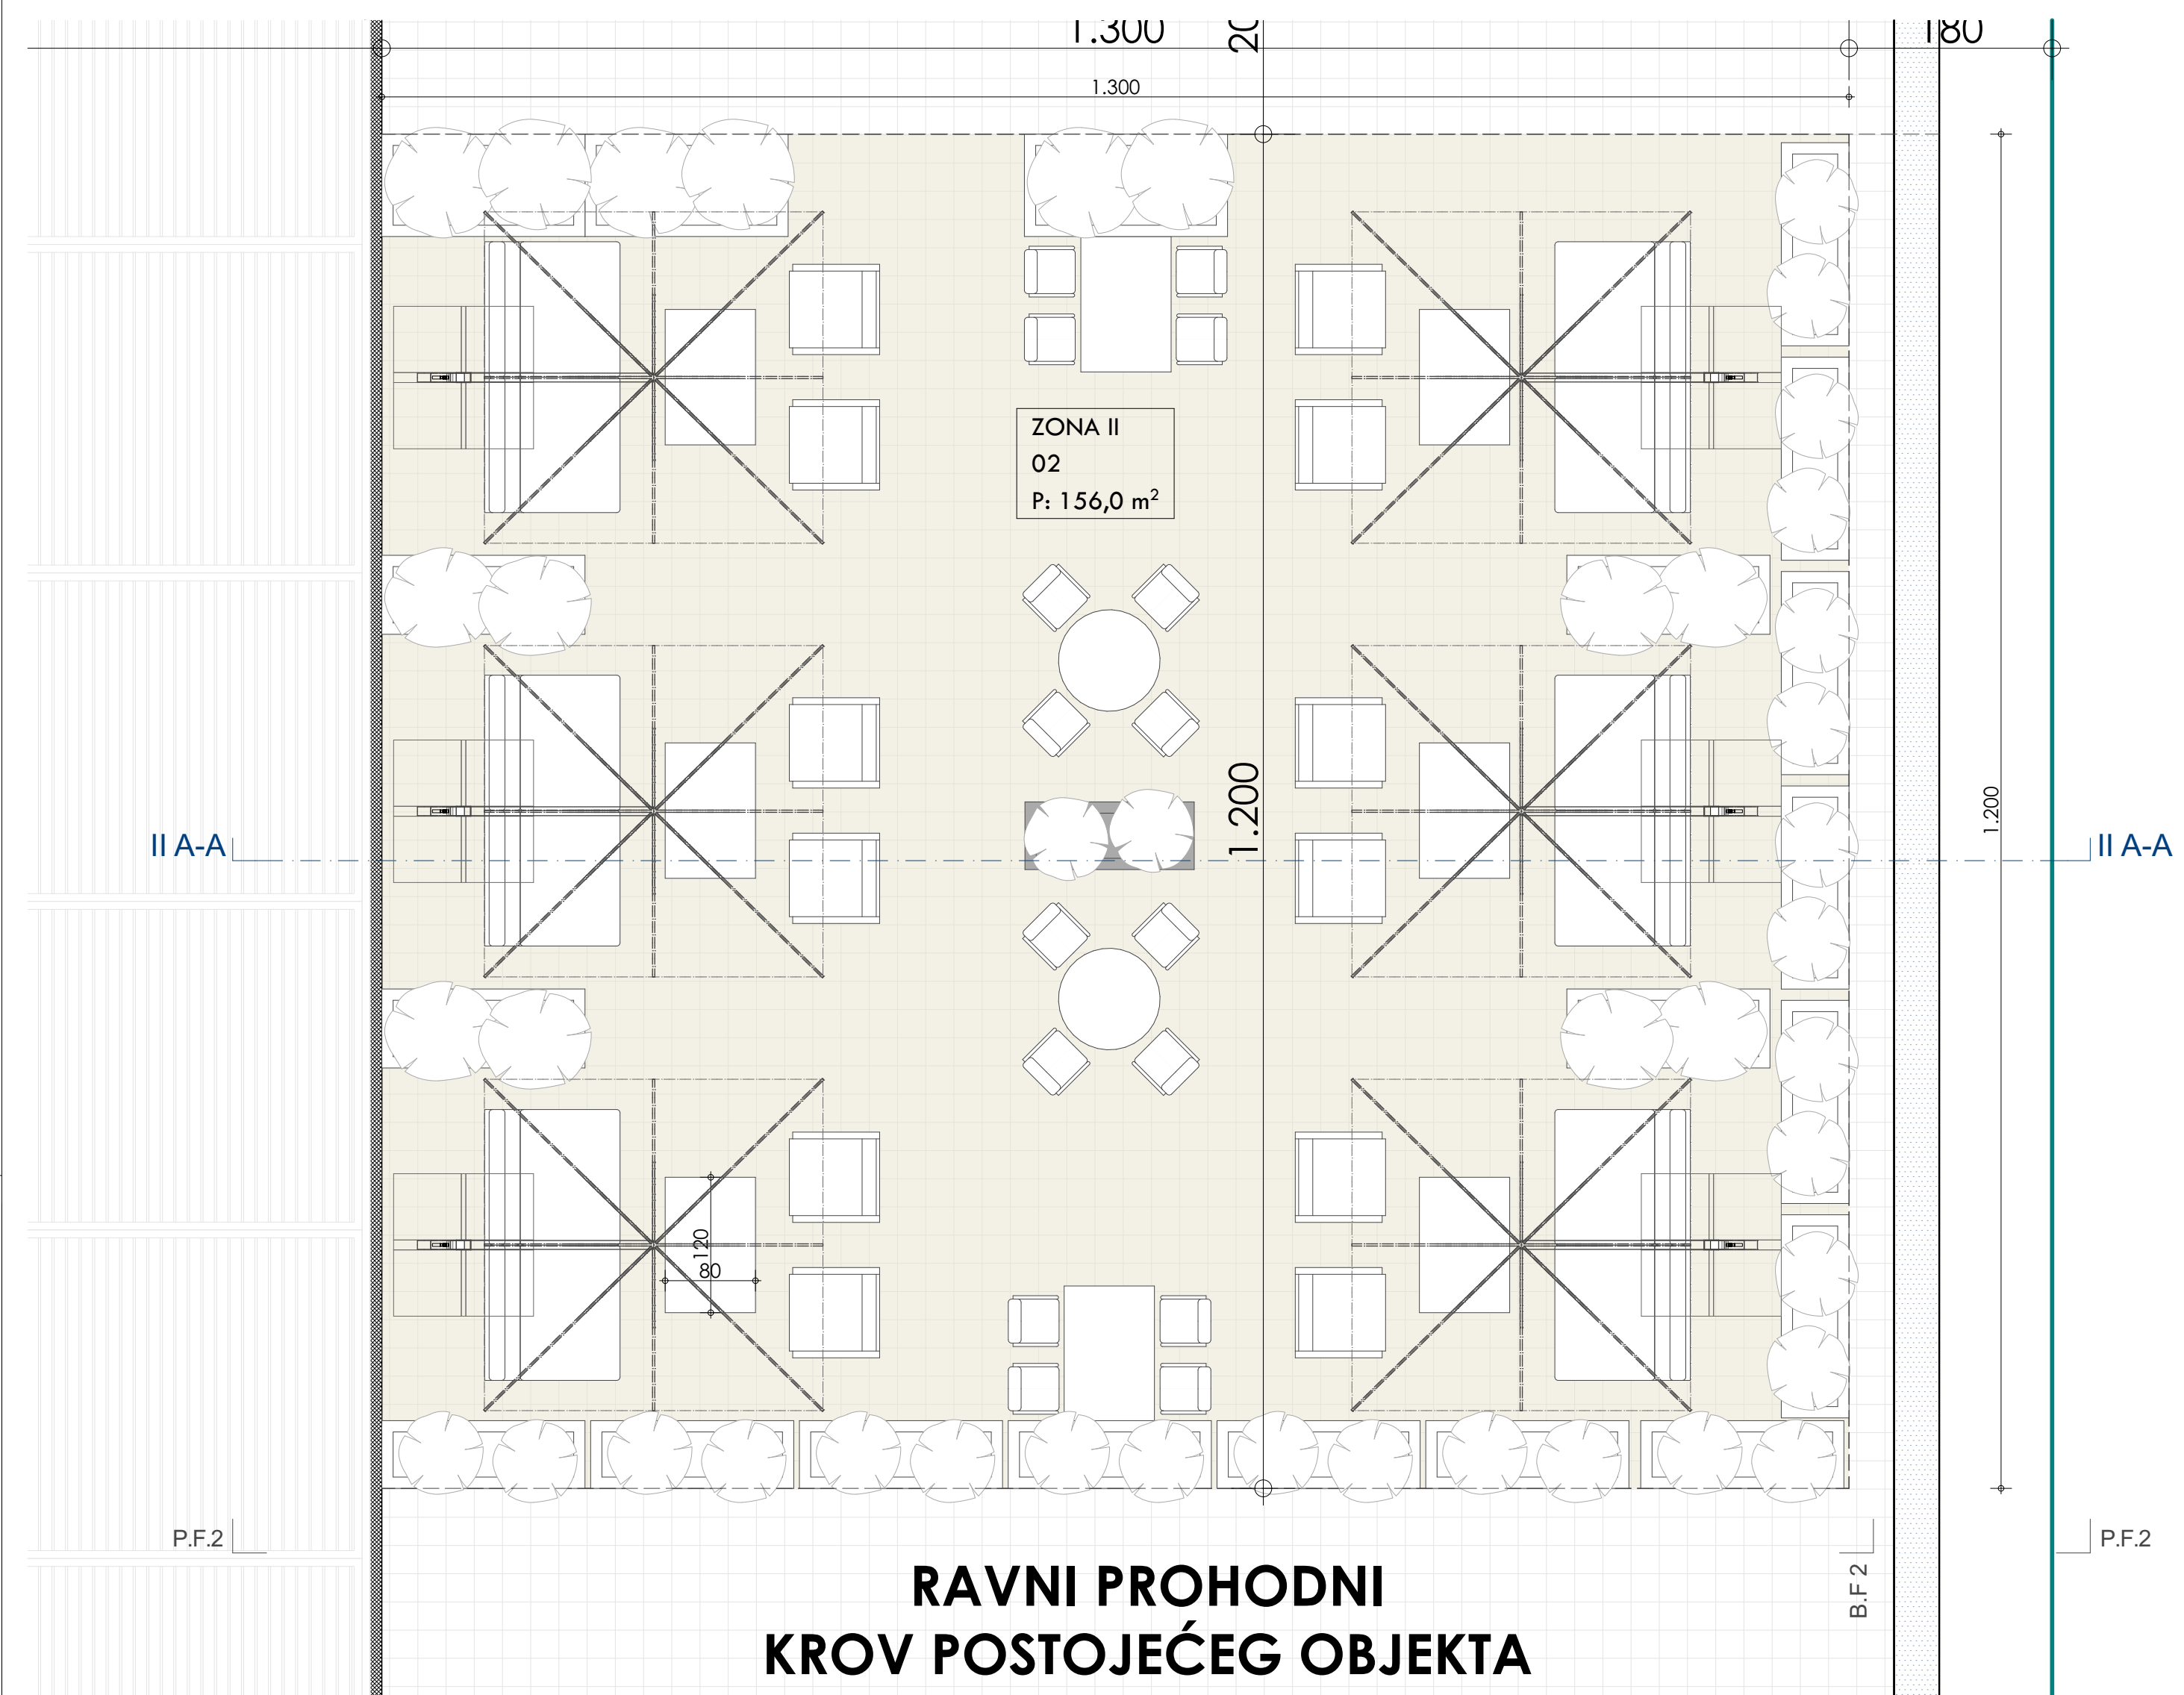 1.300
180
1.300
ZONA II
02
P: 156,0 m²
1.200
1.200
II A-A
II A-A
120
80
P.F.2
P.F.2
B.F 2
RAVNI PROHODNI
KROV POSTOJEĆEG OBJEKTA